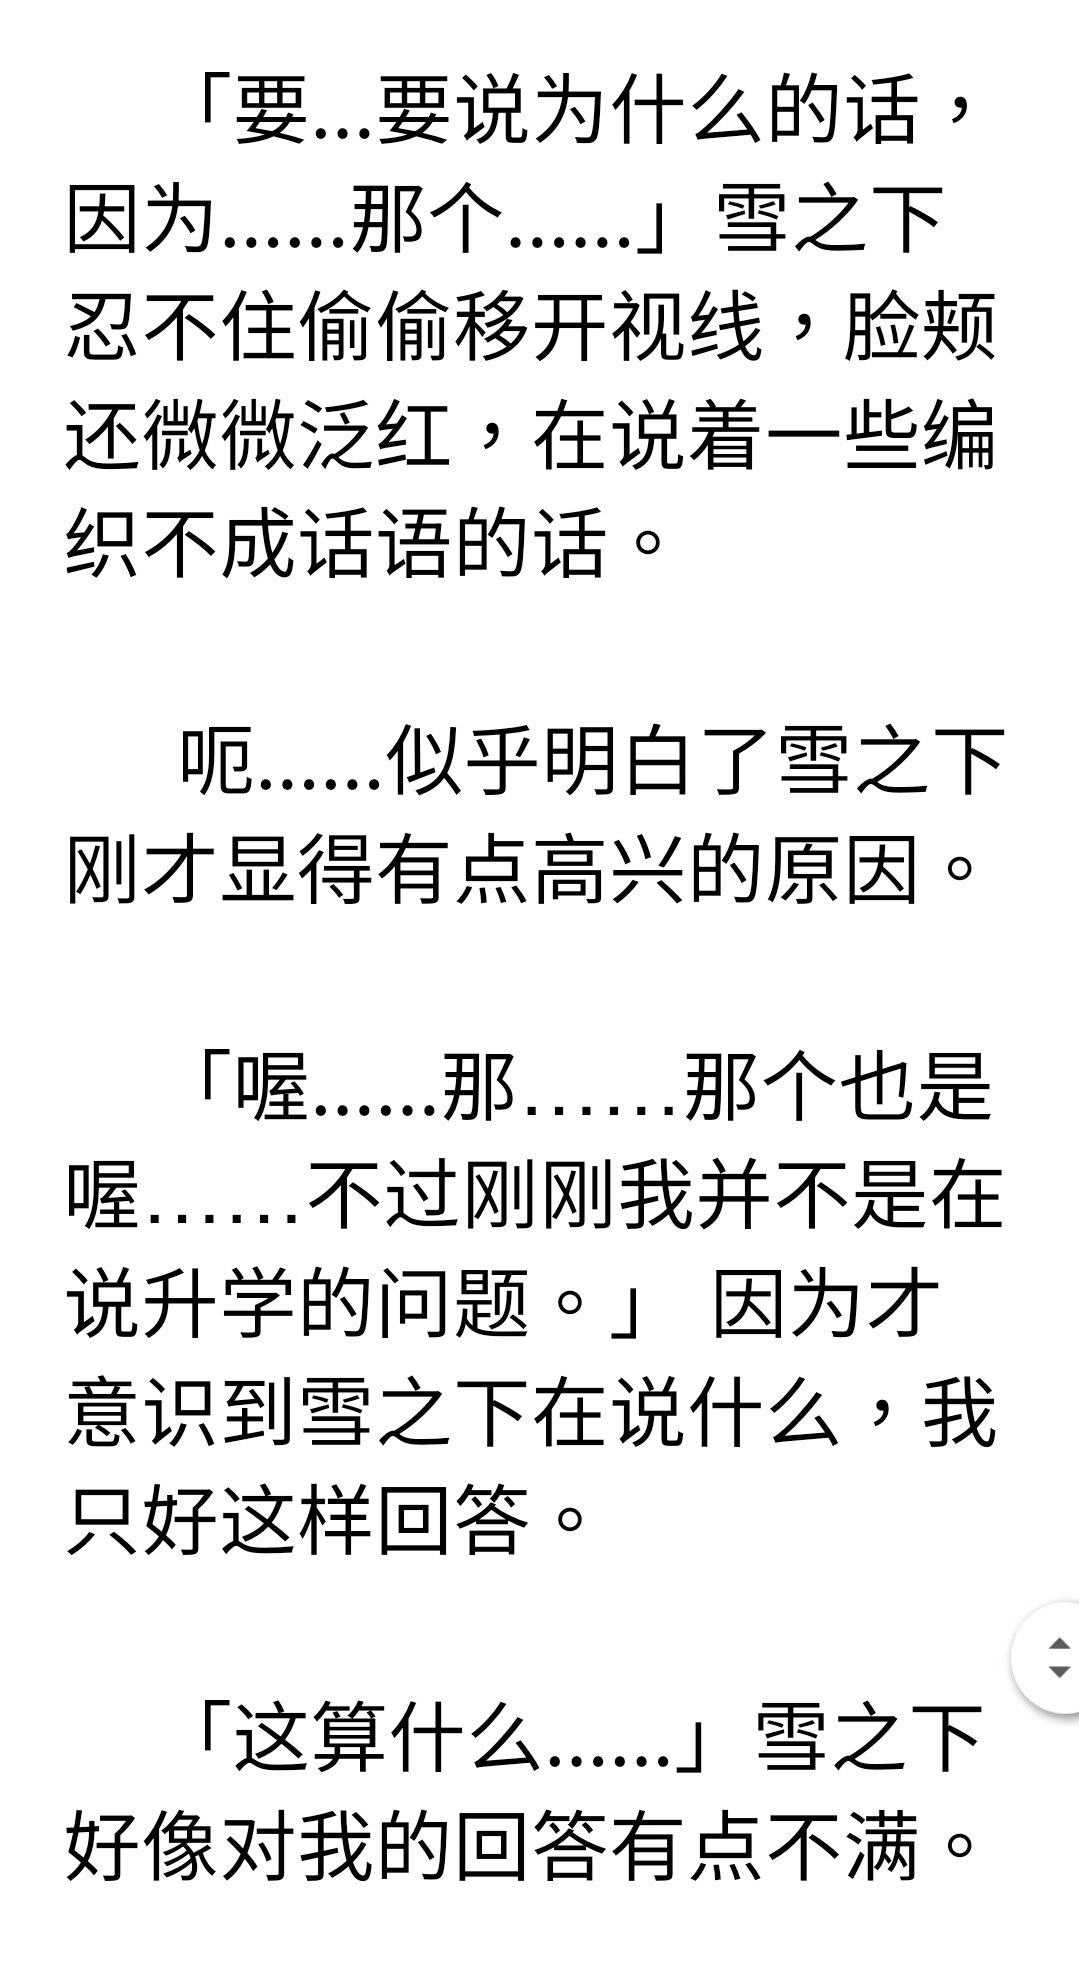 「要...要说为什么的话，
因为......那个......」雪之下
忍不住偷偷移开视线，脸颊
还微微泛红，在说着一些编
织不成话语的话。
呃......似乎明白了雪之下
刚才显得有点高兴的原因。
「喔......那……那个也是
喔……不过刚刚我并不是在
说升学的问题。」 因为才
意识到雪之下在说什么，我
只好这样回答。
「这算什么......」雪之下
好像对我的回答有点不满。